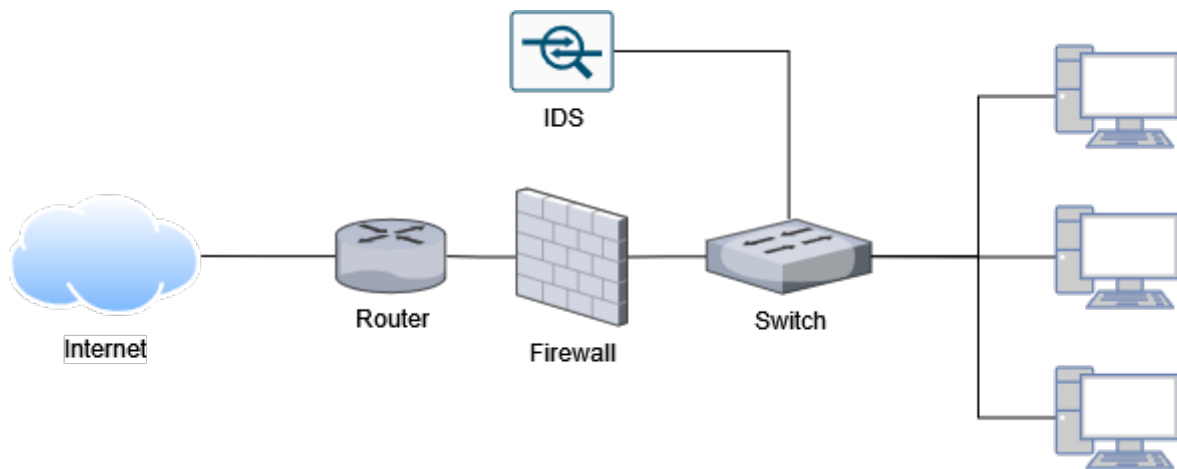 IDS
Internet
Router
Firewall
Switch